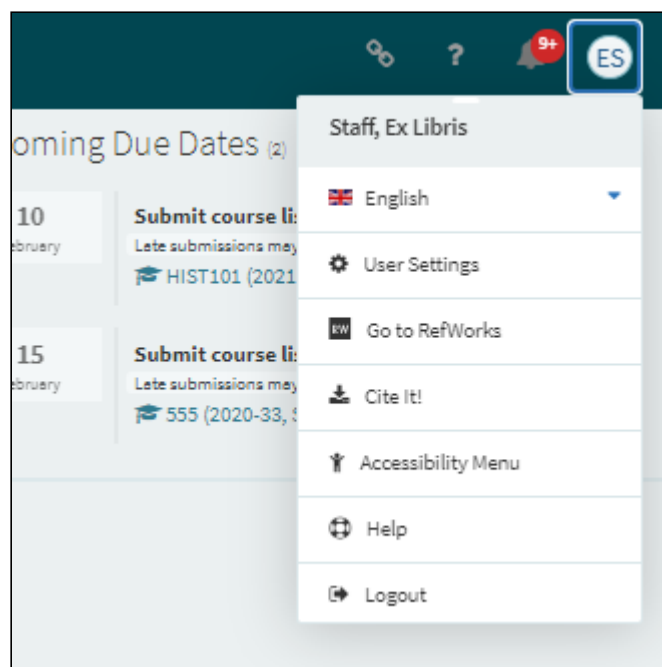 ? 9+ ES
Staff, Ex Libris
oming Due Dates (2)
English
10
Submit course li
ebruary
Late submissions may
HIST101 (2021
User Settings
RW Go to RefWorks
15
Submit course li
ebruary
Late submissions may
555 (2020-33, S
Cite It!
Accessibility Menu
Help
Logout